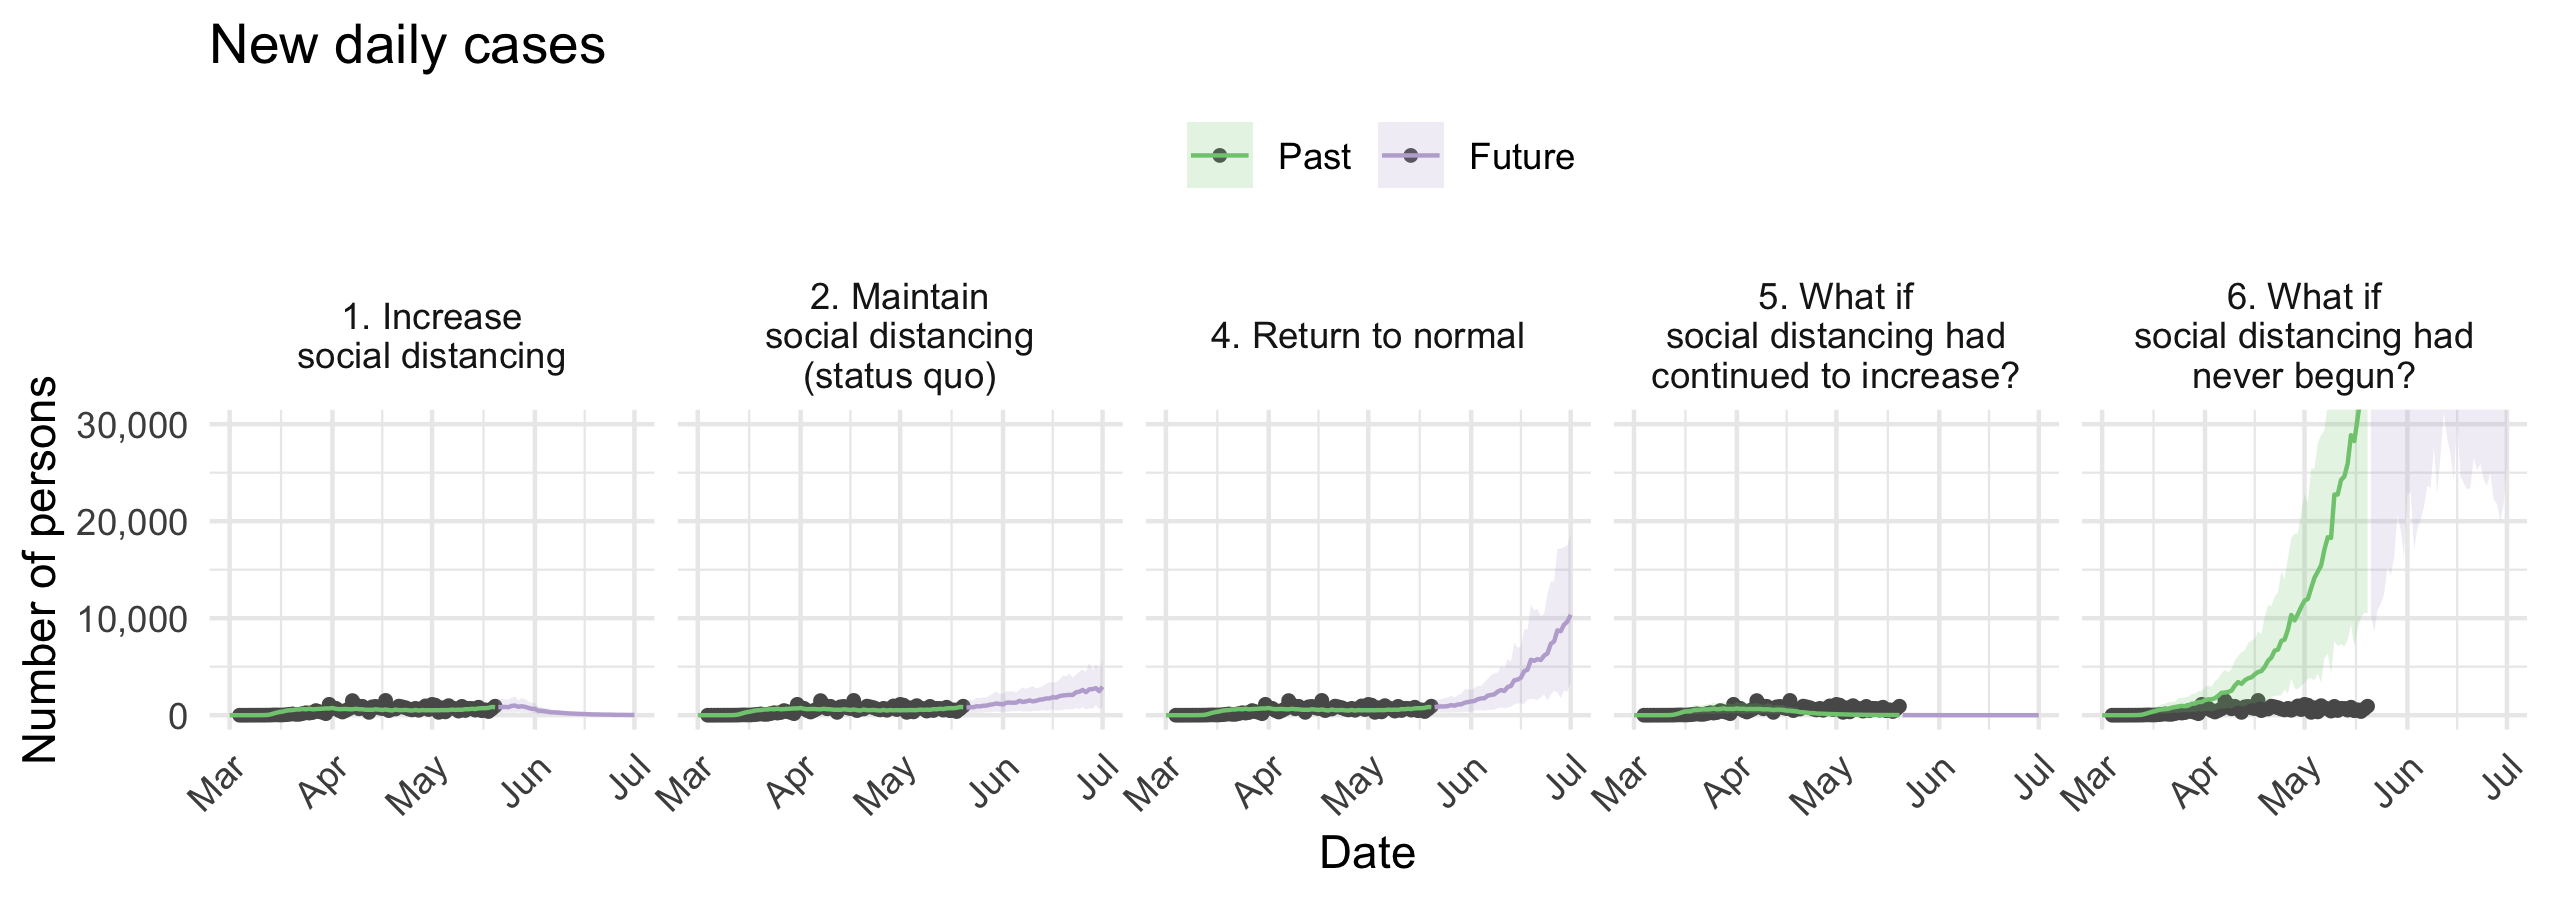 New daily cases
Past
Future
1. Increase
social distancing
2. Maintain
social distancing
(status quo)
4. Return to normal
5. What if
social distancing had
continued to increase?
6. What if
social distancing had
never begun?
Number of persons
30,000
20,000
10,000
0
Mar Apr May Jun Jul
Mar Apr May Jun Jul
Mar Apr May Jun Jul
Mar Apr May Jun Jul
Mar Apr May Jun Jul
Date